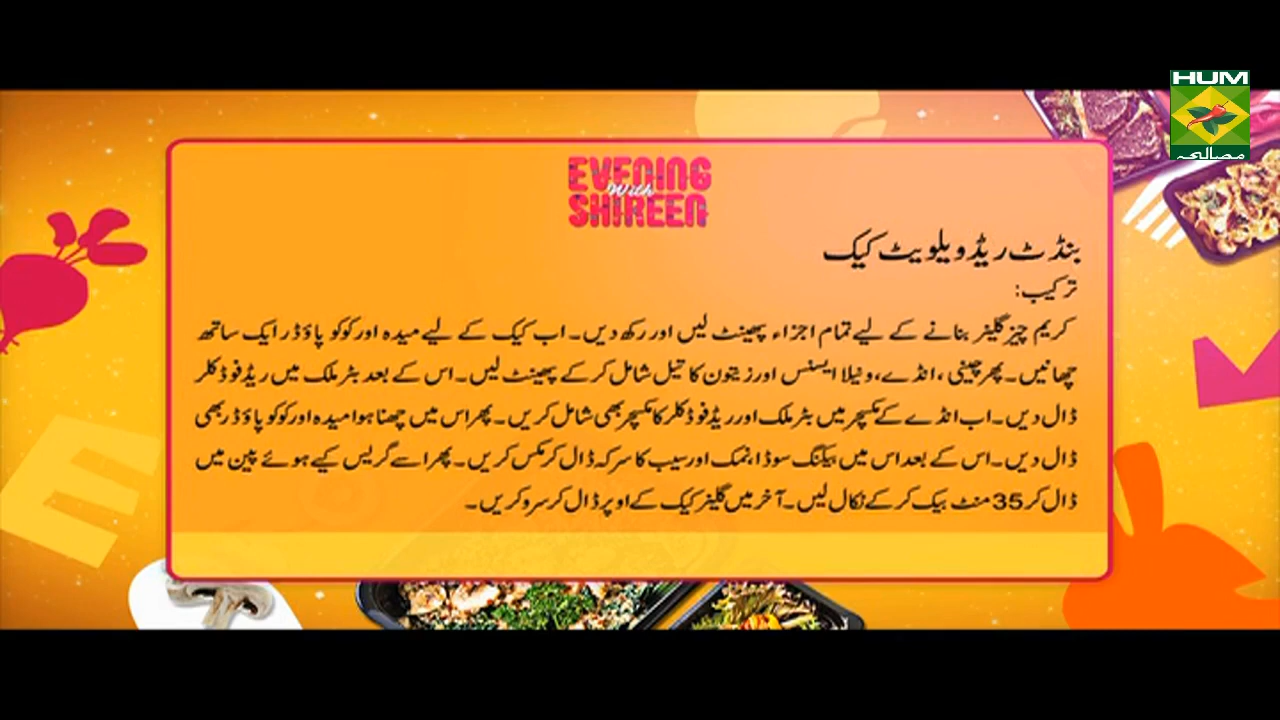 HUM
مصالحہ
EVENING
With
SHIREEN
بنڈٹ ریڈ ویلویٹ کیک
ترکیب:
کریم چیز گلیز بنانے کے لیے تمام اجزاء پھینٹ لیں اور رکھ دیں۔ اب کیک کے لیے میدہ اور کوکو پاؤڈر ایک ساتھ
چھانیں۔ پھر چینی ، انڈے، ونیلا ایسنس اور زیتون کا تیل شامل کر کے پھینٹ لیں۔ اس کے بعد بٹر ملک میں ریڈ فوڈ کلر
ڈال دیں۔ اب انڈے کے مکسچر میں بٹر ملک اور ریڈ فوڈ کلر کا مکسچر بھی شامل کریں۔ پھر اس میں چھنا ہوا میدہ اور کوکو پاؤڈر بھی
ڈال دیں۔ اس کے بعد اس میں بیکنگ سوڈا، نمک اور سیب کا سرکہ ڈال کر مکس کریں۔ پھر اسے گریس کیے ہوئے پین میں
ڈال کر 35 منٹ بیک کر کے نکال لیں۔ آخر میں گلیز کیک کے اوپر ڈال کر سرو کریں۔